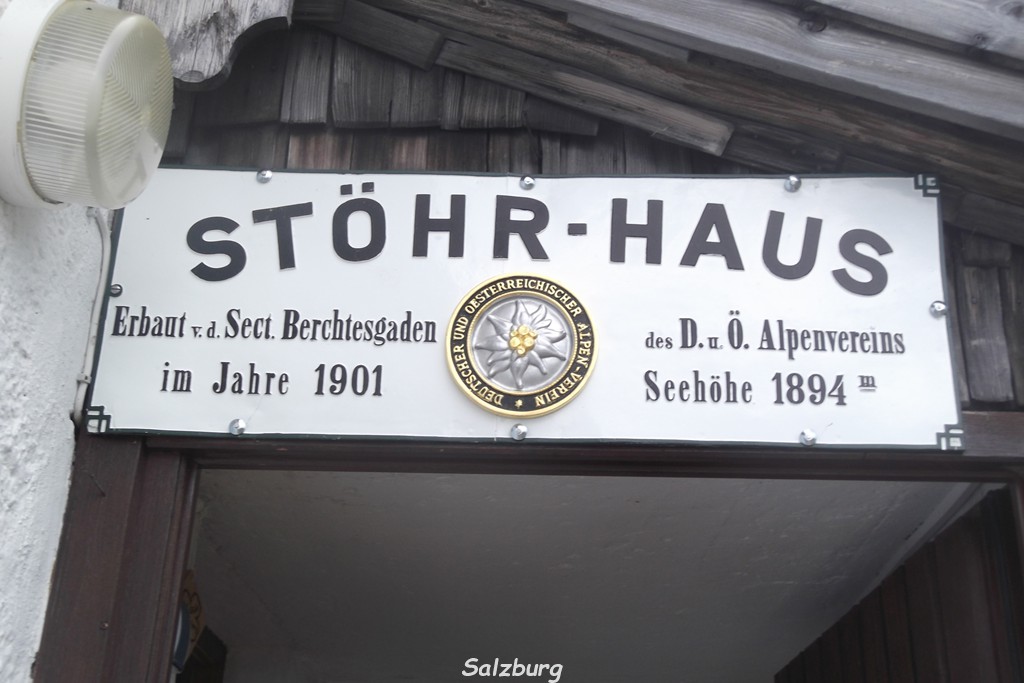 STÖHR-HAUS
Erbaut v. d. Sect. Berchtesgaden
im Jahre 1901
DEUTSCHER UND OESTERREICHISCHER ALPEN-VEREIN *
des D. u. Ö. Alpenvereins
Seehöhe 1894 m
Salzburg